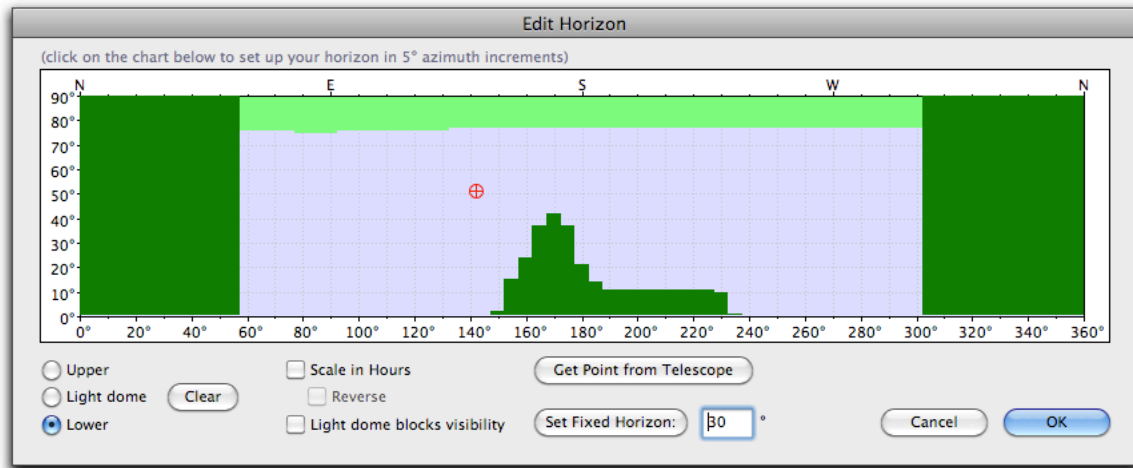 Edit Horizon
(click on the chart below to set up your horizon in 5° azimuth increments)
N E S W N
90°
80°
70°
60°
50°
40°
30°
20°
10°
0°
0° 20° 40° 60° 80° 100° 120° 140° 160° 180° 200° 220° 240° 260° 280° 300° 320° 340° 360°
Upper
Light dome
Lower
Clear
Scale in Hours
Reverse
Light dome blocks visibility
Get Point from Telescope
Set Fixed Horizon: 30 °
Cancel OK